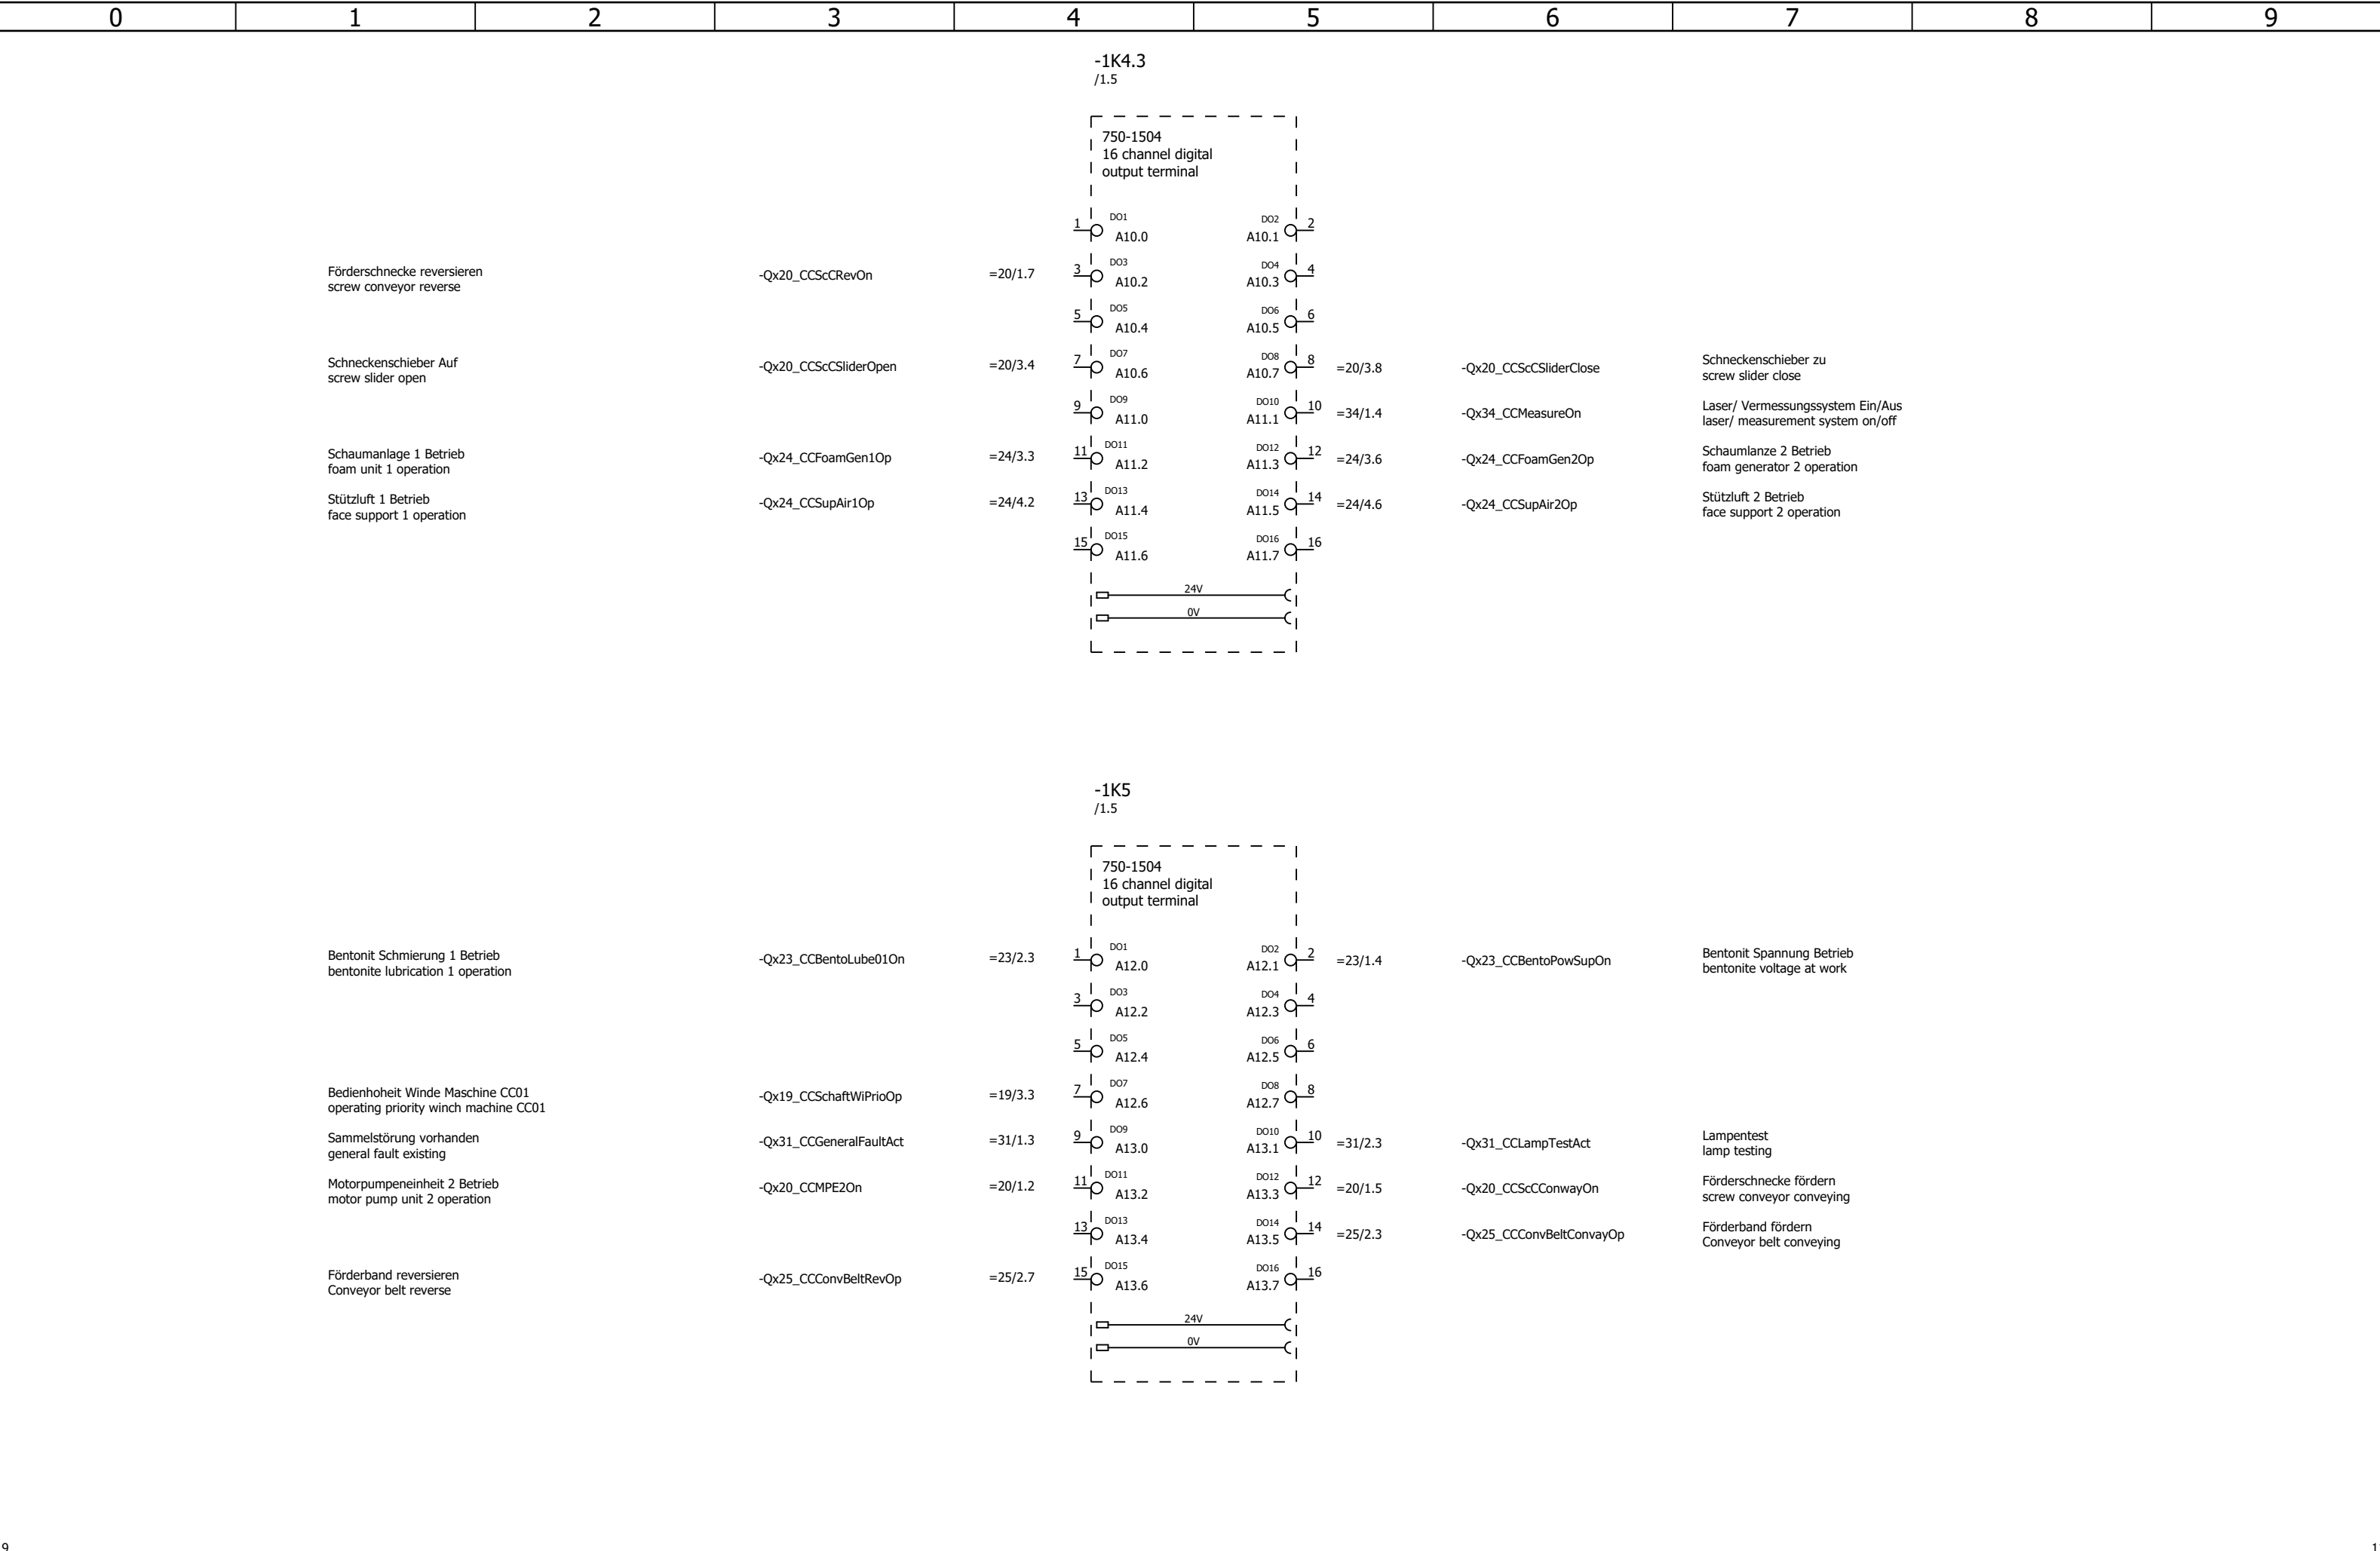 0 1 2 3 4 5 6 7 8 9
-1K4.3
/1.5
750-1504
16 channel digital
output terminal
1 DO1 A10.0 DO2 A10.1 2
Förderschnecke reversieren
screw conveyor reverse
-Qx20_CCScCRevOn =20/1.7 3 DO3 A10.2 DO4 A10.3 4
5 DO5 A10.4 DO6 A10.5 6
Schneckenschieber Auf
screw slider open
-Qx20_CCScCSliderOpen =20/3.4 7 DO7 A10.6 DO8 A10.7 8 =20/3.8 -Qx20_CCScCSliderClose
Schneckenschieber zu
screw slider close
9 DO9 A11.0 DO10 A11.1 10 =34/1.4 -Qx34_CCMeasureOn
Laser/ Vermessungssystem Ein/Aus
laser/ measurement system on/off
Schaumanlage 1 Betrieb
foam unit 1 operation
-Qx24_CCFoamGen1Op =24/3.3 11 DO11 A11.2 DO12 A11.3 12 =24/3.6 -Qx24_CCFoamGen2Op
Schaumlanze 2 Betrieb
foam generator 2 operation
Stützluft 1 Betrieb
face support 1 operation
-Qx24_CCSupAir1Op =24/4.2 13 DO13 A11.4 DO14 A11.5 14 =24/4.6 -Qx24_CCSupAir2Op
Stützluft 2 Betrieb
face support 2 operation
15 DO15 A11.6 DO16 A11.7 16
24V
0V
-1K5
/1.5
750-1504
16 channel digital
output terminal
Bentonit Schmierung 1 Betrieb
bentonite lubrication 1 operation
-Qx23_CCBentoLube01On =23/2.3 1 DO1 A12.0 DO2 A12.1 2 =23/1.4 -Qx23_CCBentoPowSupOn
Bentonit Spannung Betrieb
bentonite voltage at work
3 DO3 A12.2 DO4 A12.3 4
5 DO5 A12.4 DO6 A12.5 6
Bedienhoheit Winde Maschine CC01
operating priority winch machine CC01
-Qx19_CCSchaftWiPrioOp =19/3.3 7 DO7 A12.6 DO8 A12.7 8
Sammelstörung vorhanden
general fault existing
-Qx31_CCGeneralFaultAct =31/1.3 9 DO9 A13.0 DO10 A13.1 10 =31/2.3 -Qx31_CCLampTestAct
Lampentest
lamp testing
Motorpumpeneinheit 2 Betrieb
motor pump unit 2 operation
-Qx20_CCMPE2On =20/1.2 11 DO11 A13.2 DO12 A13.3 12 =20/1.5 -Qx20_CCScCConwayOn
Förderschnecke fördern
screw conveyor conveying
13 DO13 A13.4 DO14 A13.5 14 =25/2.3 -Qx25_CCConvBeltConvayOp
Förderband fördern
Conveyor belt conveying
Förderband reversieren
Conveyor belt reverse
-Qx25_CCConvBeltRevOp =25/2.7 15 DO15 A13.6 DO16 A13.7 16
24V
0V